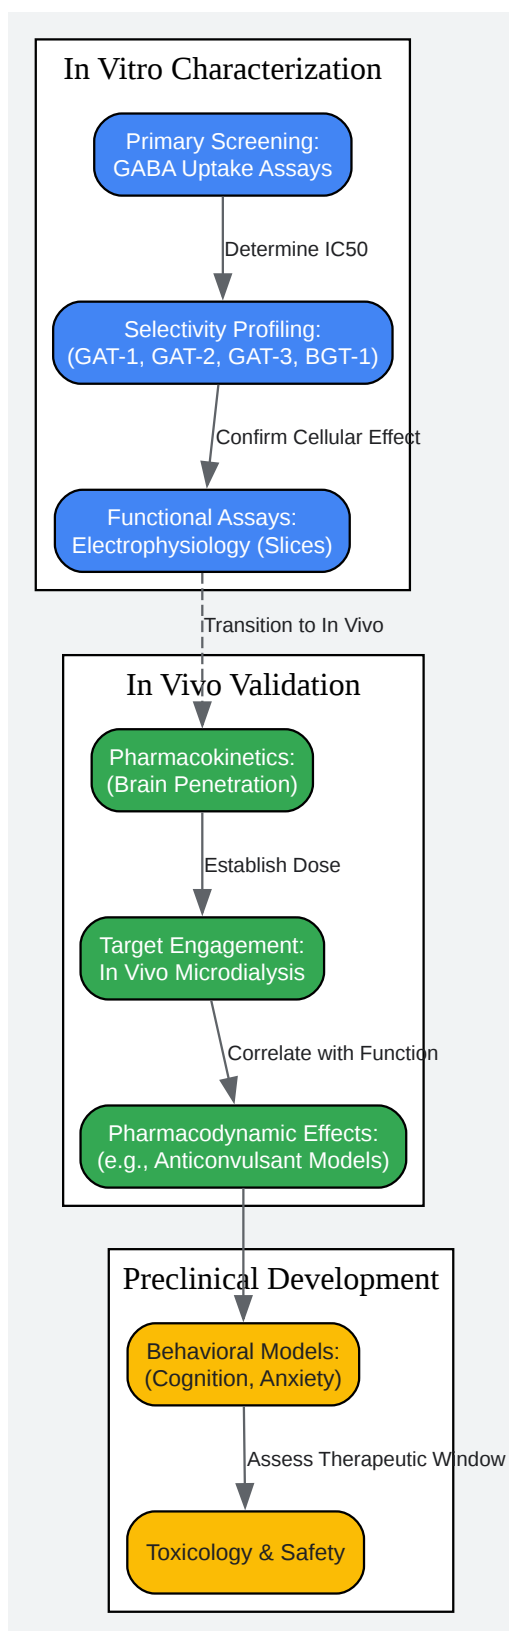 In Vitro Characterization
Primary Screening:
GABA Uptake Assays
Determine IC50
Selectivity Profiling:
(GAT-1, GAT-2, GAT-3, BGT-1)
Confirm Cellular Effect
Functional Assays:
Electrophysiology (Slices)
Transition to In Vivo
In Vivo Validation
Pharmacokinetics:
(Brain Penetration)
Establish Dose
Target Engagement:
In Vivo Microdialysis
Correlate with Function
Pharmacodynamic Effects:
(e.g., Anticonvulsant Models)
Preclinical Development
Behavioral Models:
(Cognition, Anxiety)
Assess Therapeutic Window
Toxicology & Safety